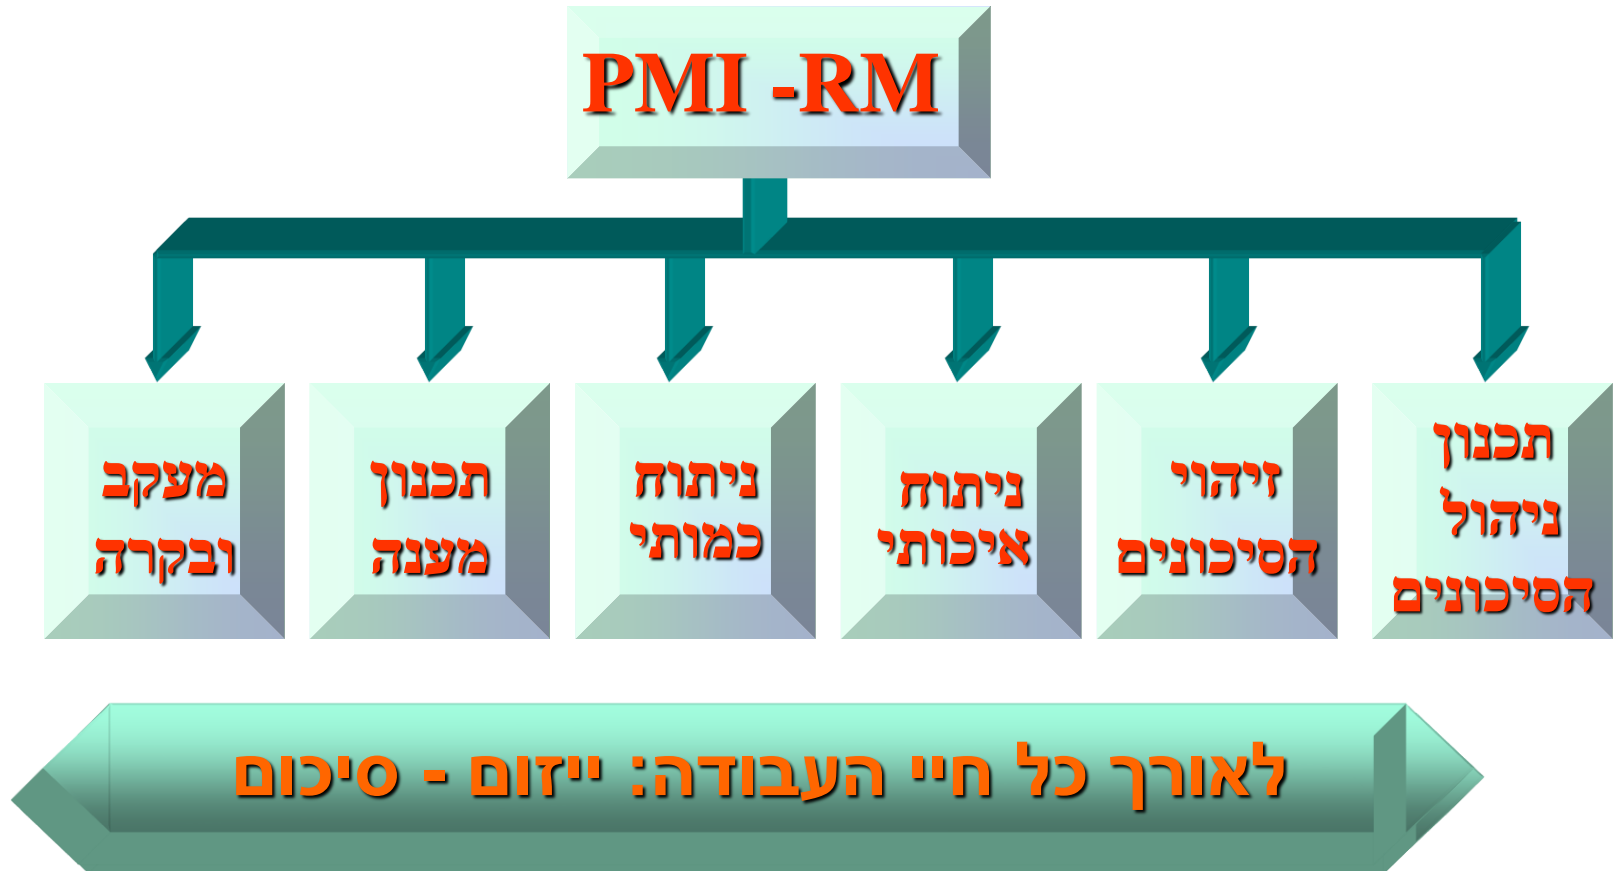 PMI -RM
תכנון
ניהול
הסיכונים
זיהוי
הסיכונים
ניתוח
איכותי
ניתוח
כמותי
תכנון
מענה
מעקב
ובקרה
לאורך כל חיי העבודה: ייזום - סיכום